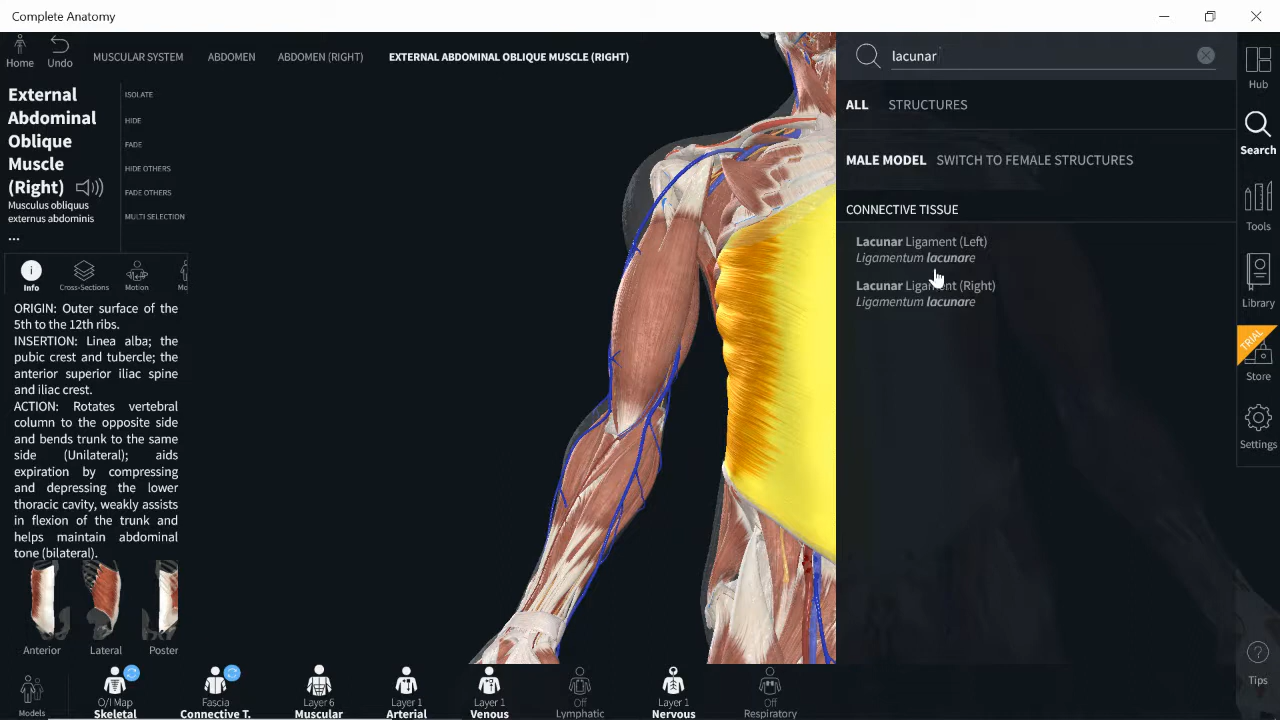 Complete Anatomy
Home
Undo
MUSCULAR SYSTEM
ABDOMEN
ABDOMEN (RIGHT)
EXTERNAL ABDOMINAL OBLIQUE MUSCLE (RIGHT)
External
Abdominal
Oblique
Muscle
(Right)
Musculus obliquus
externus abdominis
...
ISOLATE
HIDE
FADE
HIDE OTHERS
FADE OTHERS
MULTI SELECTION
Info
Cross-Sections
Motion
Mo
ORIGIN: Outer surface of the
5th to the 12th ribs.
INSERTION: Linea alba; the
pubic crest and tubercle; the
anterior superior iliac spine
and iliac crest.
ACTION: Rotates vertebral
column to the opposite side
and bends trunk to the same
side (Unilateral); aids
expiration by compressing
and depressing the lower
thoracic cavity, weakly assists
in flexion of the trunk and
helps maintain abdominal
tone (bilateral).
Anterior
Lateral
Poster
lacunar
ALL
STRUCTURES
MALE MODEL
SWITCH TO FEMALE STRUCTURES
CONNECTIVE TISSUE
Lacunar Ligament (Left)
Ligamentum lacunare
Lacunar Ligament (Right)
Ligamentum lacunare
Hub
Search
Tools
Library
TRIAL
Store
Settings
?
Tips
Models
O/I Map
Skeletal
Fascia
Connective T.
Layer 6
Muscular
Layer 1
Arterial
Layer 1
Venous
Off
Lymphatic
Layer 1
Nervous
Off
Respiratory